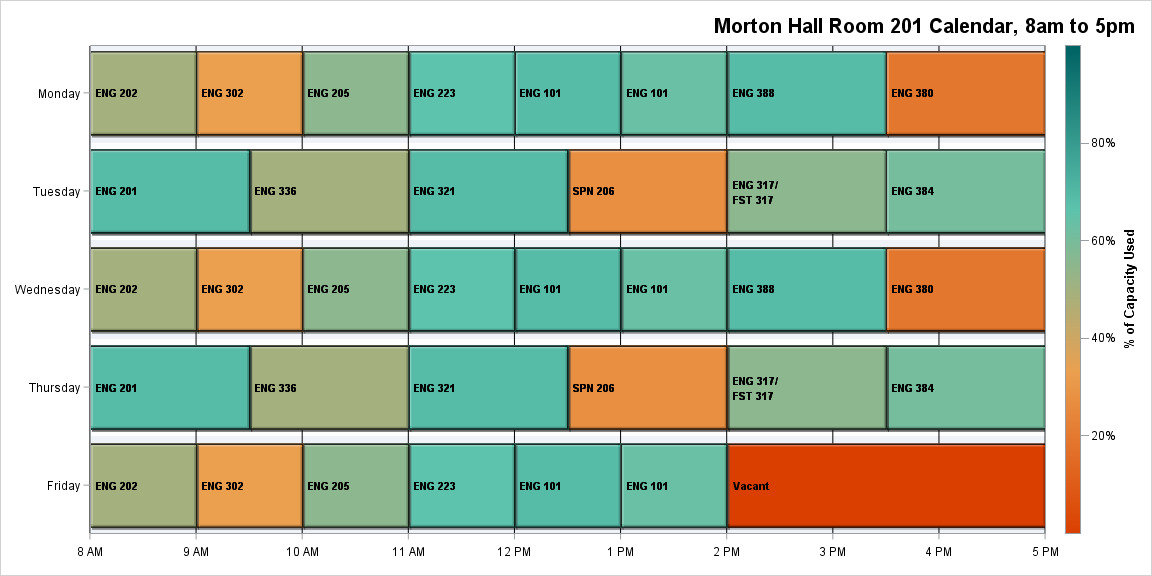 Morton Hall Room 201 Calendar, 8am to 5pm
Monday
ENG 202
ENG 302
ENG 205
ENG 223
ENG 101
ENG 101
ENG 388
ENG 380
Tuesday
ENG 201
ENG 336
ENG 321
SPN 206
ENG 317/
FST 317
ENG 384
Wednesday
ENG 202
ENG 302
ENG 205
ENG 223
ENG 101
ENG 101
ENG 388
ENG 380
Thursday
ENG 201
ENG 336
ENG 321
SPN 206
ENG 317/
FST 317
ENG 384
Friday
ENG 202
ENG 302
ENG 205
ENG 223
ENG 101
ENG 101
Vacant
8 AM
9 AM
10 AM
11 AM
12 PM
1 PM
2 PM
3 PM
4 PM
5 PM
80%
60%
40%
20%
% of Capacity Used